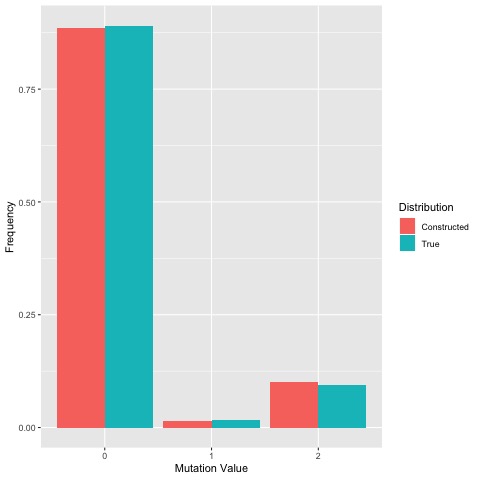 Frequency
0.75
0.50
0.25
0.00
0 1 2
Mutation Value
Distribution
Constructed
True